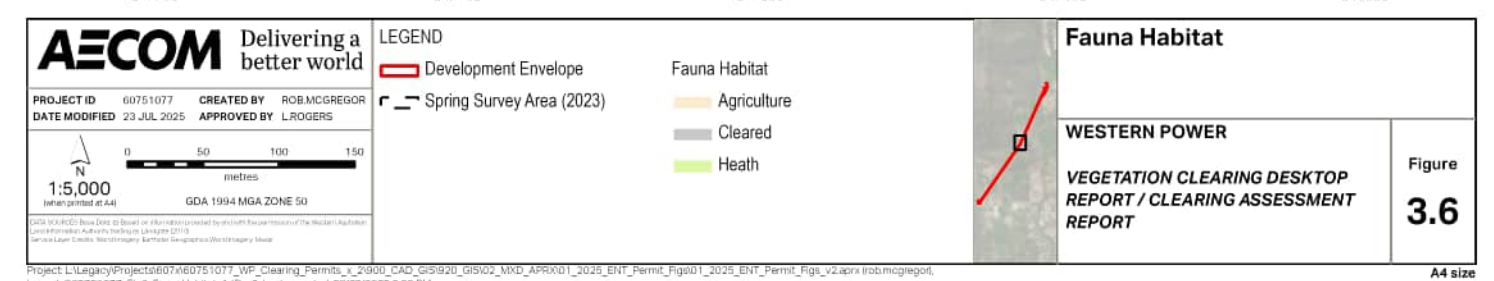 AECOM Delivering a better world
PROJECT ID 60751077 CREATED BY ROB.MCGREGOR
DATE MODIFIED 23 JUL 2025 APPROVED BY L.ROGERS
0 50 100 150
metres
N
1:5,000
(when printed at A4)
GDA 1994 MGA ZONE 50
LEGEND
Development Envelope
Spring Survey Area (2023)
Fauna Habitat
Agriculture
Cleared
Heath
Fauna Habitat
WESTERN POWER
VEGETATION CLEARING DESKTOP
REPORT / CLEARING ASSESSMENT
REPORT
Figure
3.6
A4 size